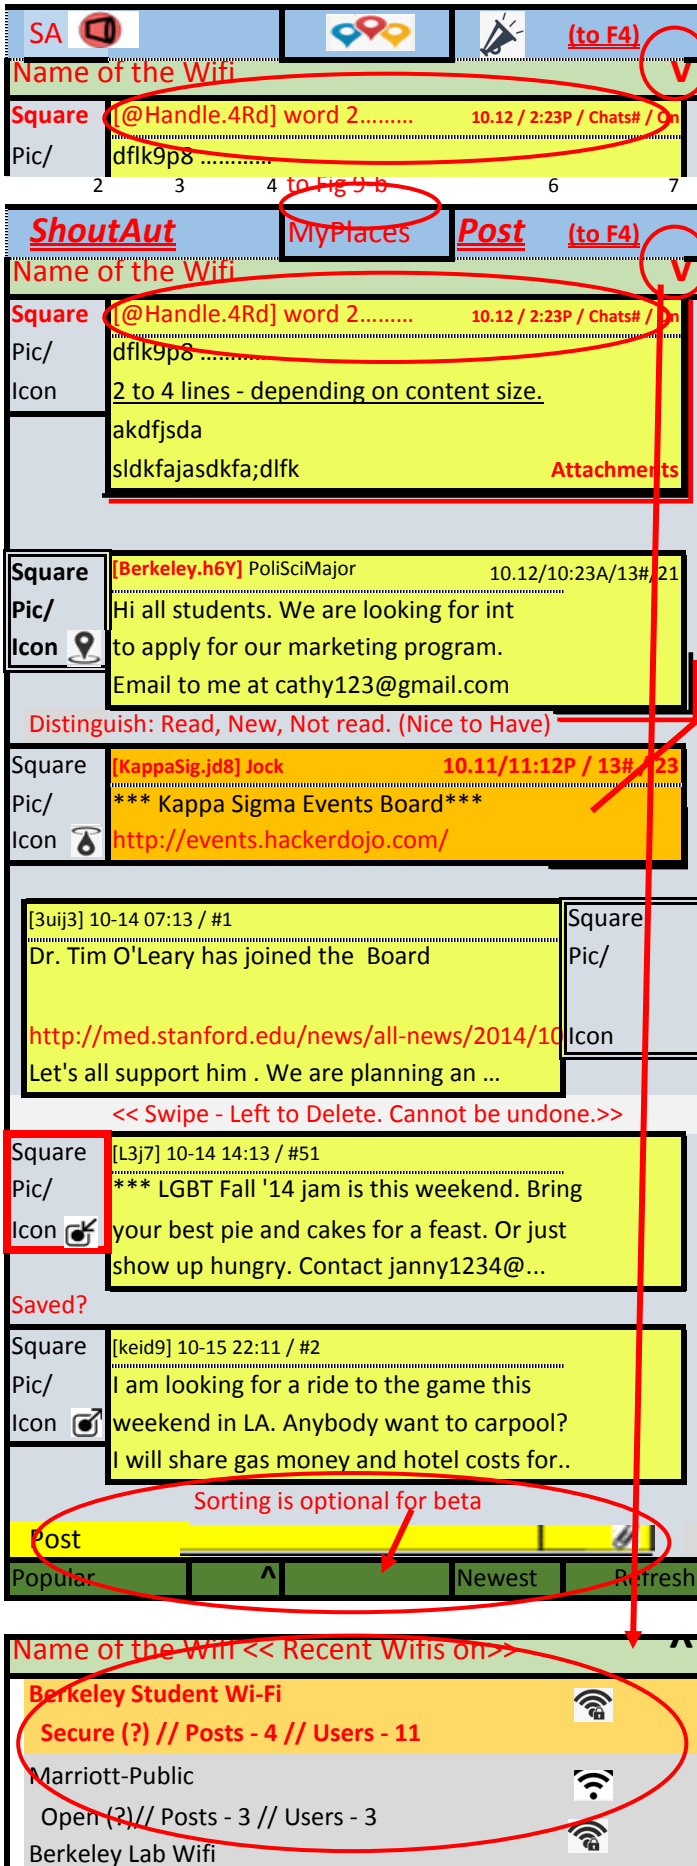 SA (to F4)
Name of the Wifi V
Square [@Handle.4Rd] word 2......... 10.12 / 2:23P / Chats# / On
Pic/ dflk9p8 ............
2 3 4 to Fig 9-b 6 7
ShoutAut MyPlaces Post (to F4)
Name of the Wifi V
Square [@Handle.4Rd] word 2......... 10.12 / 2:23P / Chats# / On
Pic/ dflk9p8 ............
Icon 2 to 4 lines - depending on content size.
akdfjsda
sldkfajasdkfa;dlfk Attachments
Square [Berkeley.h6Y] PoliSciMajor 10.12/10:23A/13#/21
Pic/ Hi all students. We are looking for int
Icon to apply for our marketing program.
Email to me at cathy123@gmail.com
Distinguish: Read, New, Not read. (Nice to Have)
Square [KappaSig.jd8] Jock 10.11/11:12P / 13# / 23
Pic/ *** Kappa Sigma Events Board***
Icon http://events.hackerdojo.com/
[3uij3] 10-14 07:13 / #1 Square
Dr. Tim O'Leary has joined the Board Pic/
http://med.stanford.edu/news/all-news/2014/10 Icon
Let's all support him . We are planning an ...
<< Swipe - Left to Delete. Cannot be undone.>>
Square [L3j7] 10-14 14:13 / #51
Pic/ *** LGBT Fall '14 jam is this weekend. Bring
Icon your best pie and cakes for a feast. Or just
show up hungry. Contact janny1234@...
Saved?
Square [keid9] 10-15 22:11 / #2
Pic/ I am looking for a ride to the game this
Icon weekend in LA. Anybody want to carpool?
I will share gas money and hotel costs for..
Sorting is optional for beta
Post
Popular ^ Newest Refresh
Name of the Wifi << Recent Wifis on>> ^
Berkeley Student Wi-Fi
Secure (?) // Posts - 4 // Users - 11
Marriott-Public
Open (?)// Posts - 3 // Users - 3
Berkeley Lab Wifi